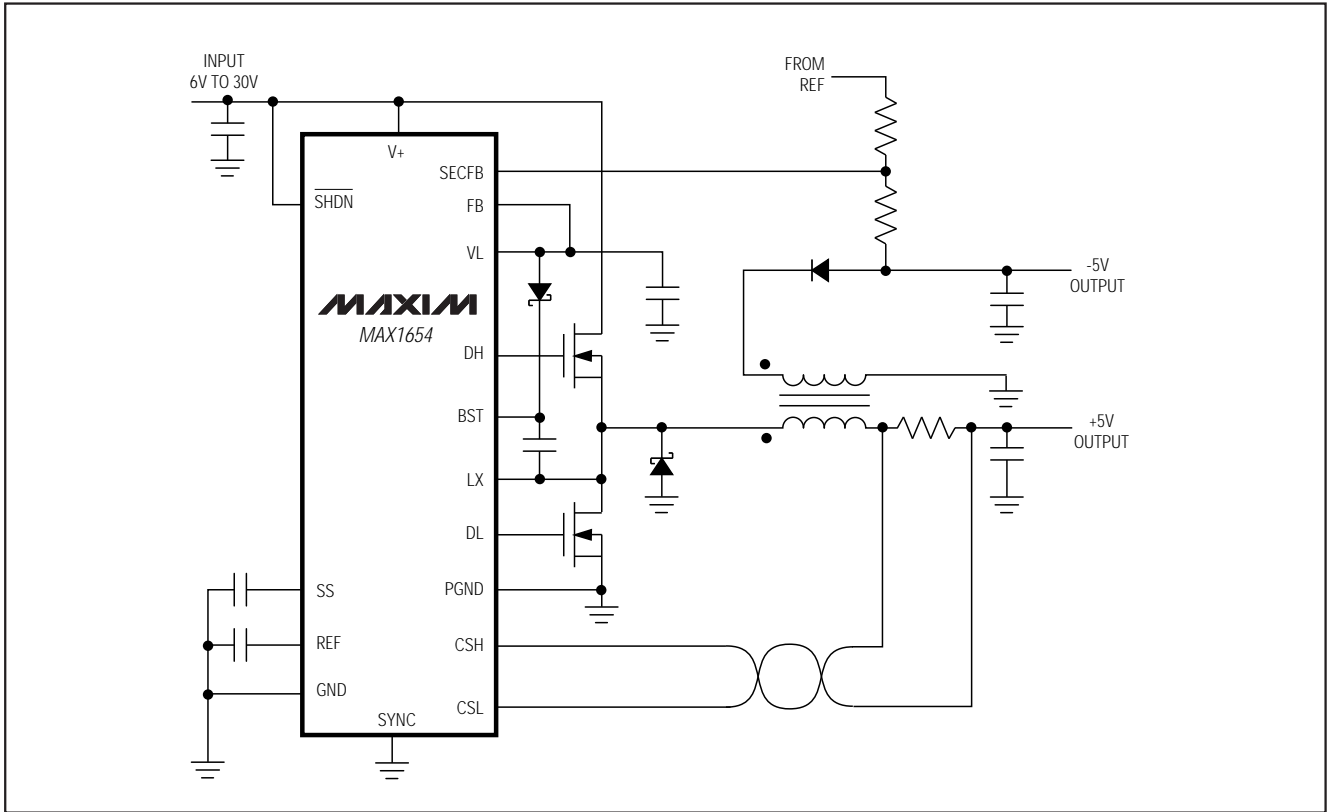 INPUT
6V TO 30V
FROM
REF
V+
SECFB
SHDN
FB
VL
-5V
OUTPUT
MAXIM
MAX1654
DH
BST
+5V
OUTPUT
LX
DL
SS
PGND
REF
CSH
GND
CSL
SYNC